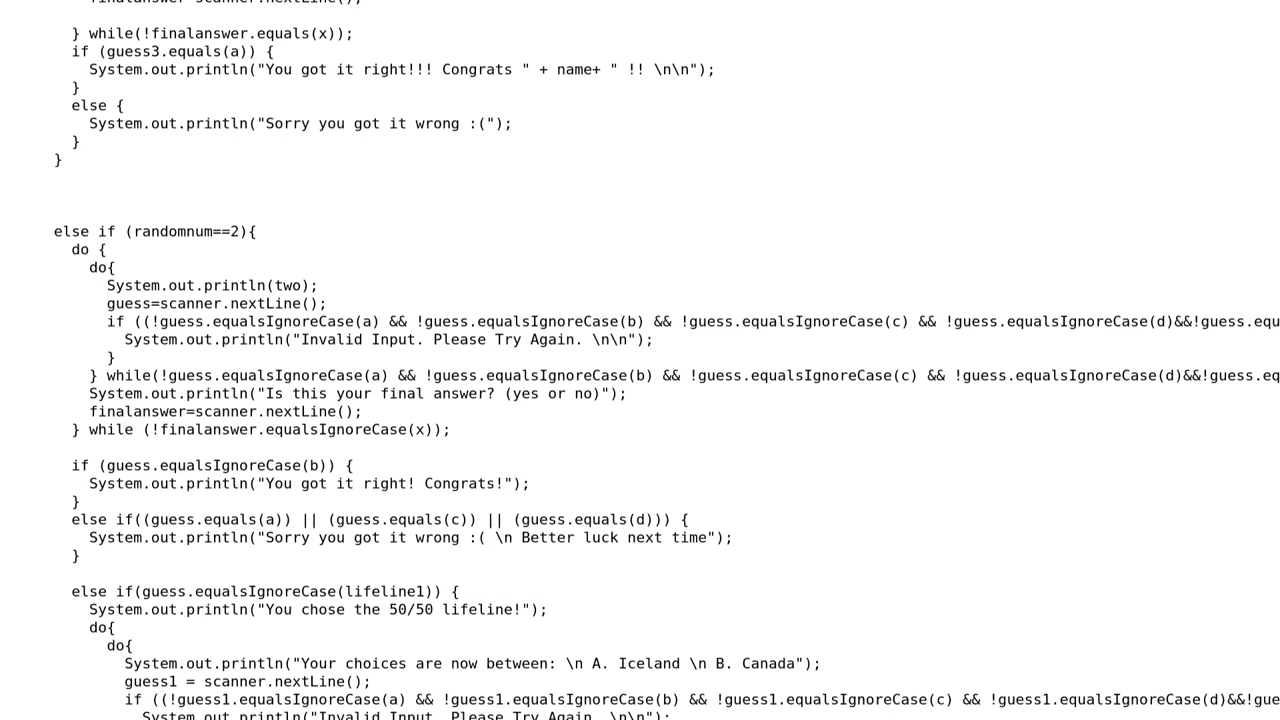 } while(!finalanswer.equals(x));
if (guess3.equals(a)) {
System.out.println("You got it right!!! Congrats " + name+ " !! \n\n");
}
else {
System.out.println("Sorry you got it wrong :(");
}
}
else if (randomnum==2){
do {
do{
System.out.println(two);
guess=scanner.nextLine();
if ((!guess.equalsIgnoreCase(a) && !guess.equalsIgnoreCase(b) && !guess.equalsIgnoreCase(c) && !guess.equalsIgnoreCase(d)&&!guess.equ
System.out.println("Invalid Input. Please Try Again. \n\n");
}
} while(!guess.equalsIgnoreCase(a) && !guess.equalsIgnoreCase(b) && !guess.equalsIgnoreCase(c) && !guess.equalsIgnoreCase(d)&&!guess.eq
System.out.println("Is this your final answer? (yes or no)");
finalanswer=scanner.nextLine();
} while (!finalanswer.equalsIgnoreCase(x));
if (guess.equalsIgnoreCase(b)) {
System.out.println("You got it right! Congrats!");
}
else if((guess.equals(a)) || (guess.equals(c)) || (guess.equals(d))) {
System.out.println("Sorry you got it wrong :( \n Better luck next time");
}
else if(guess.equalsIgnoreCase(lifeline1)) {
System.out.println("You chose the 50/50 lifeline!");
do{
do{
System.out.println("Your choices are now between: \n A. Iceland \n B. Canada");
guess1 = scanner.nextLine();
if ((!guess1.equalsIgnoreCase(a) && !guess1.equalsIgnoreCase(b) && !guess1.equalsIgnoreCase(c) && !guess1.equalsIgnoreCase(d)&&!gue
System.out.println("Invalid Input. Please Try Again. \n\n");